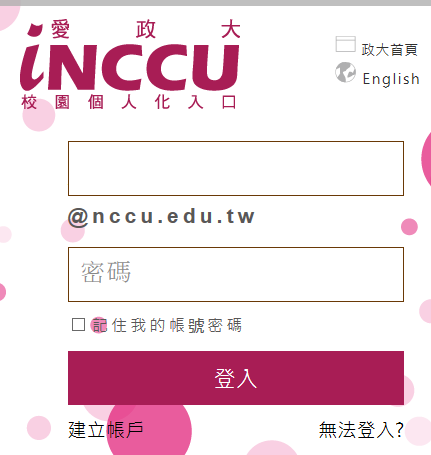 愛政大
iNCCU
校園個人化入口
政大首頁
English
@nccu.edu.tw
密碼
記住我的帳號密碼
登入
建立帳戶
無法登入?